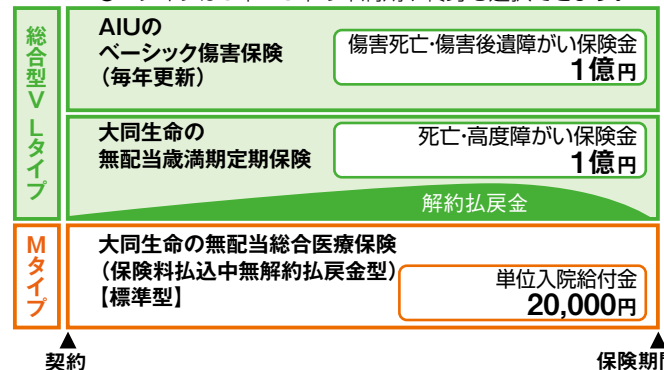 総合型V Lタイプ
AIUの
ベーシック傷害保険
（毎年更新）
傷害死亡・傷害後遺障がい保険金
1億円
大同生命の
無配当歳満期定期保険
死亡・高度障がい保険金
1億円
解約払戻金
Mタイプ
大同生命の無配当総合医療保険
（保険料払込中無解約払戻金型）
【標準型】
単位入院給付金
20,000円
▲
契約
▲
保険期間